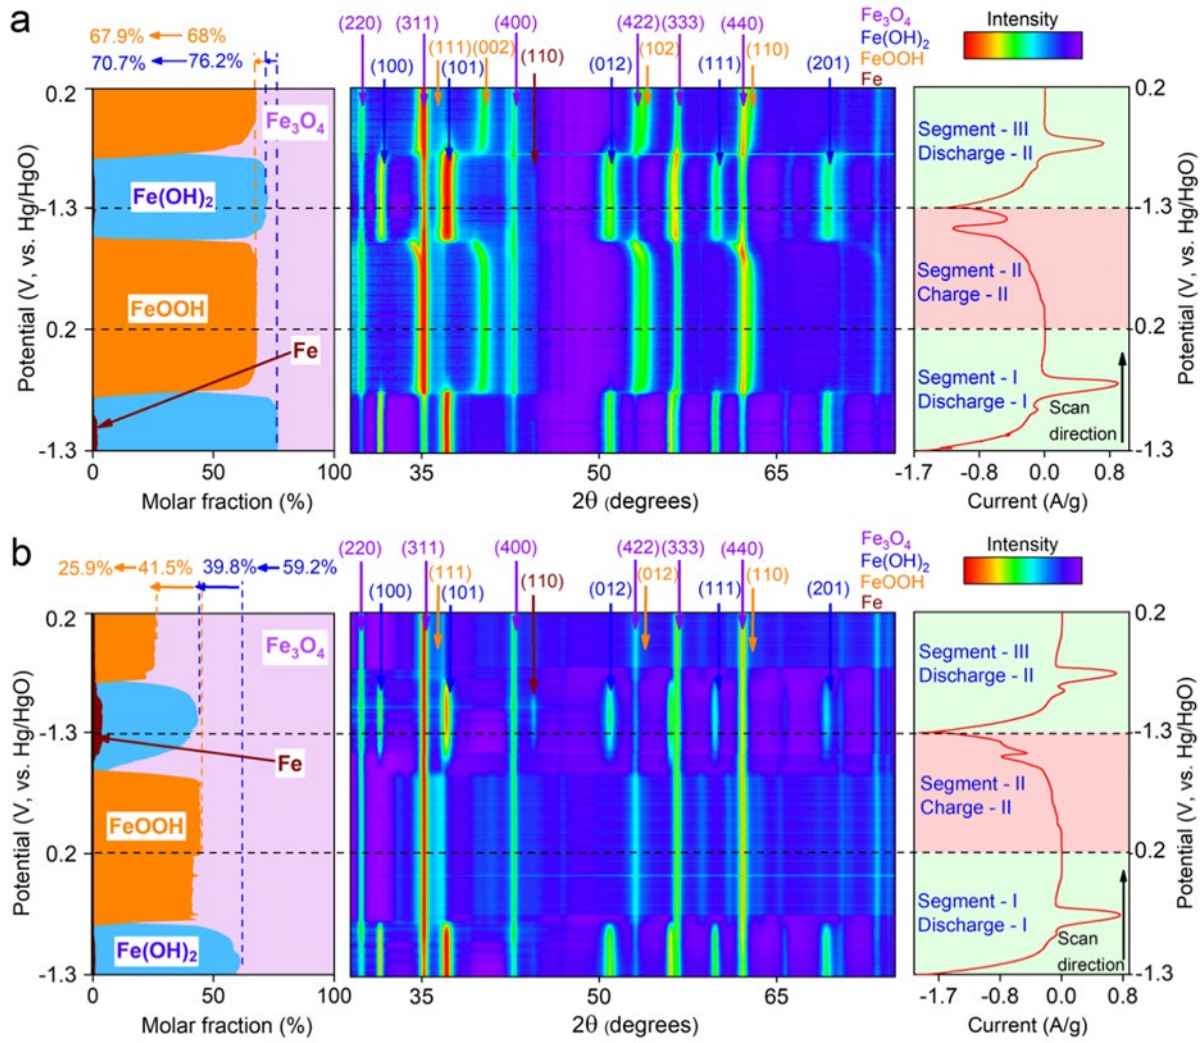 a
67.9% 68%
70.7% 76.2%
(220) (311) (400) (422) (333) (440)
(111) (002) (110) (102) (110)
(100) (101) (012) (111) (201)
Fe3O4
Fe(OH)2
FeOOH
Fe
Intensity
Potential (V, vs. Hg/HgO)
0.2
-1.3
0.2
-1.3
Fe3O4
Fe(OH)2
FeOOH
Fe
0 50 100
Molar fraction (%)
35 50 65
2θ (degrees)
Segment - III
Discharge - II
Segment - II
Charge - II
Segment - I
Discharge - I
Scan
direction
0.2
-1.3
0.2
-1.3
Potential (V, vs. Hg/HgO)
-1.7 -0.8 0.0 0.8
Current (A/g)
b
25.9% 41.5% 39.8% 59.2%
(220) (311) (400) (422) (333) (440)
(111) (110) (012) (110)
(100) (101) (012) (111) (201)
Fe3O4
Fe(OH)2
FeOOH
Fe
Intensity
Potential (V, vs. Hg/HgO)
0.2
-1.3
0.2
-1.3
Fe3O4
Fe
FeOOH
Fe(OH)2
0 50 100
Molar fraction (%)
35 50 65
2θ (degrees)
Segment - III
Discharge - II
Segment - II
Charge - II
Segment - I
Discharge - I
Scan
direction
0.2
-1.3
0.2
-1.3
Potential (V, vs. Hg/HgO)
-1.7 -0.8 0.0 0.8
Current (A/g)